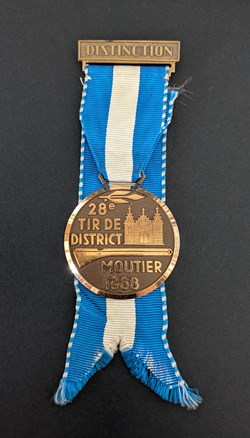 DISTINCTION
28e
TIR DE
DISTRICT
MOUTIER
1968